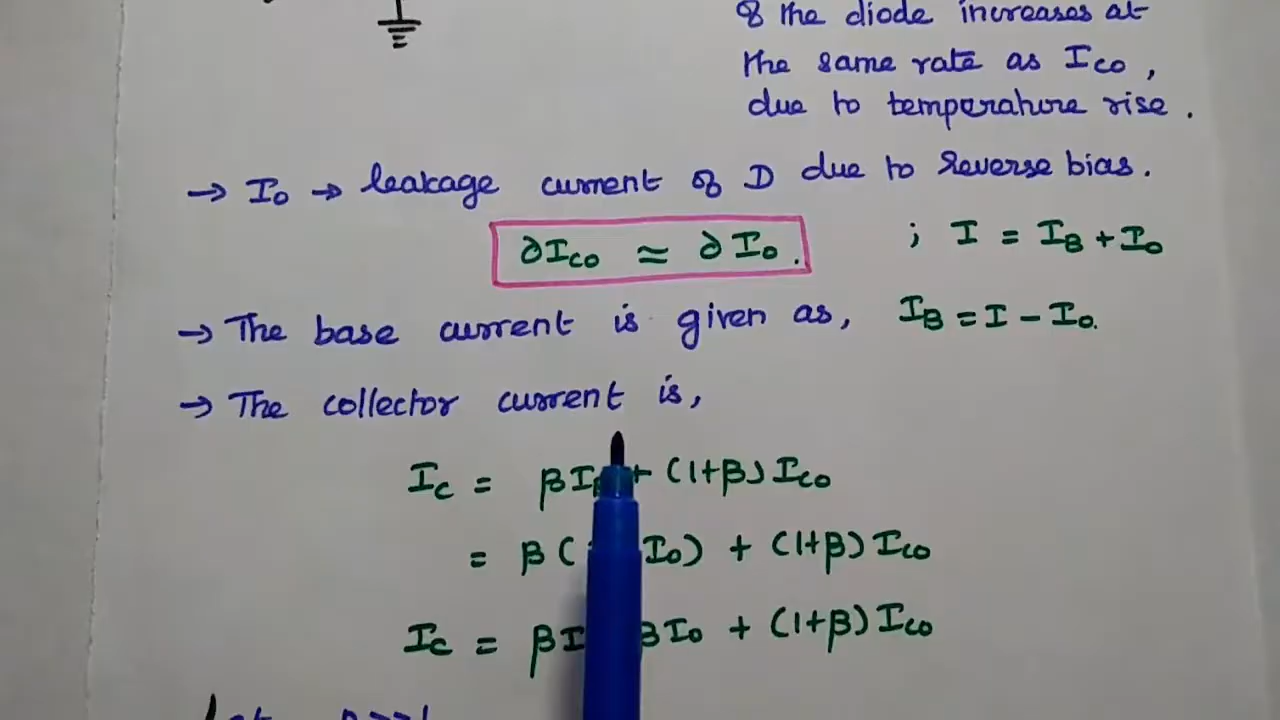 of the diode increases at
the same rate as Ico,
due to temperature rise.
→ Io → leakage current of D due to reverse bias.
∂Ico ≈ ∂Io. ; I = IB + Io
→ The base current is given as, IB = I - Io.
→ The collector current is,
Ic = β + (1+β) Ico
= β( Io) + (1+β) Ico
Ic = βI βIo + (1+β) Ico